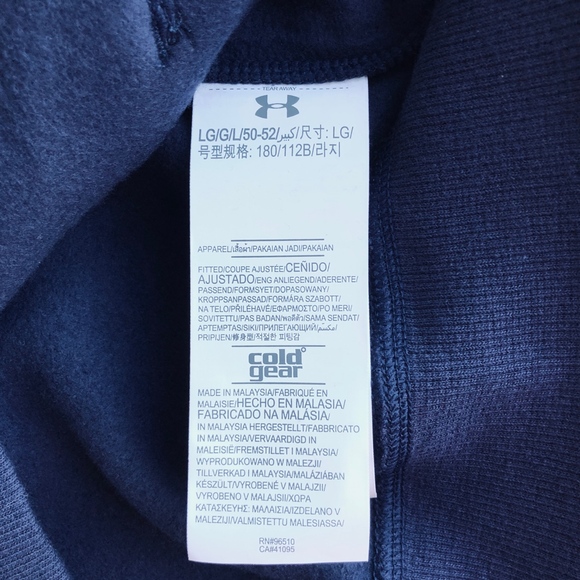 TEAR AWAY
LG/G/L/50-52/كبير/尺寸: LG/
号型规格: 180/112B/라지
APPAREL/เสื้อผ้า/PAKAIAN JADI/PAKAIAN
FITTED/COUPE AJUSTÉE/CEÑIDO/
AJUSTADO/ENG ANLIEGEND/ADERENTE/
PASSEND/FORMSYET/DOPASOWANY/
KROPPSANPASSAD/FORMÁRA SZABOTT/
NA TELO/PŘILÉHAVÉ/ΕΦΑΡΜΟΣΤΟ/PO MERI/
SOVITETTU/PAS BADAN/พอดีตัว/SAMA SENDAT/
APTEMPTAS/SIKI/ПРИЛЕГАЮЩИЙ/
PRIPIJEN/修身型/적절한 피팅감
cold
gear
MADE IN MALAYSIA/FABRIQUÉ EN
MALAISIE/HECHO EN MALASIA/
FABRICADO NA MALÁSIA/
IN MALAYSIA HERGESTELLT/FABBRICATO
IN MALAYSIA/VERVAARDIGD IN
MALEISIË/FREMSTILLET I MALAYSIA/
WYPRODUKOWANO W MALEZJI/
TILLVERKAD I MALAYSIA/MALÁZIÁBAN
KÉSZÜLT/VYROBENÉ V MALAJZII/
VYROBENO V MALAJSII/ΧΩΡΑ
ΚΑΤΑΣΚΕΥΗΣ: ΜΑΛΑΙΣΙΑ/IZDELANO V
MALEZIJI/VALMISTETTU MALESIASSA/
RN#96510
CA#41095